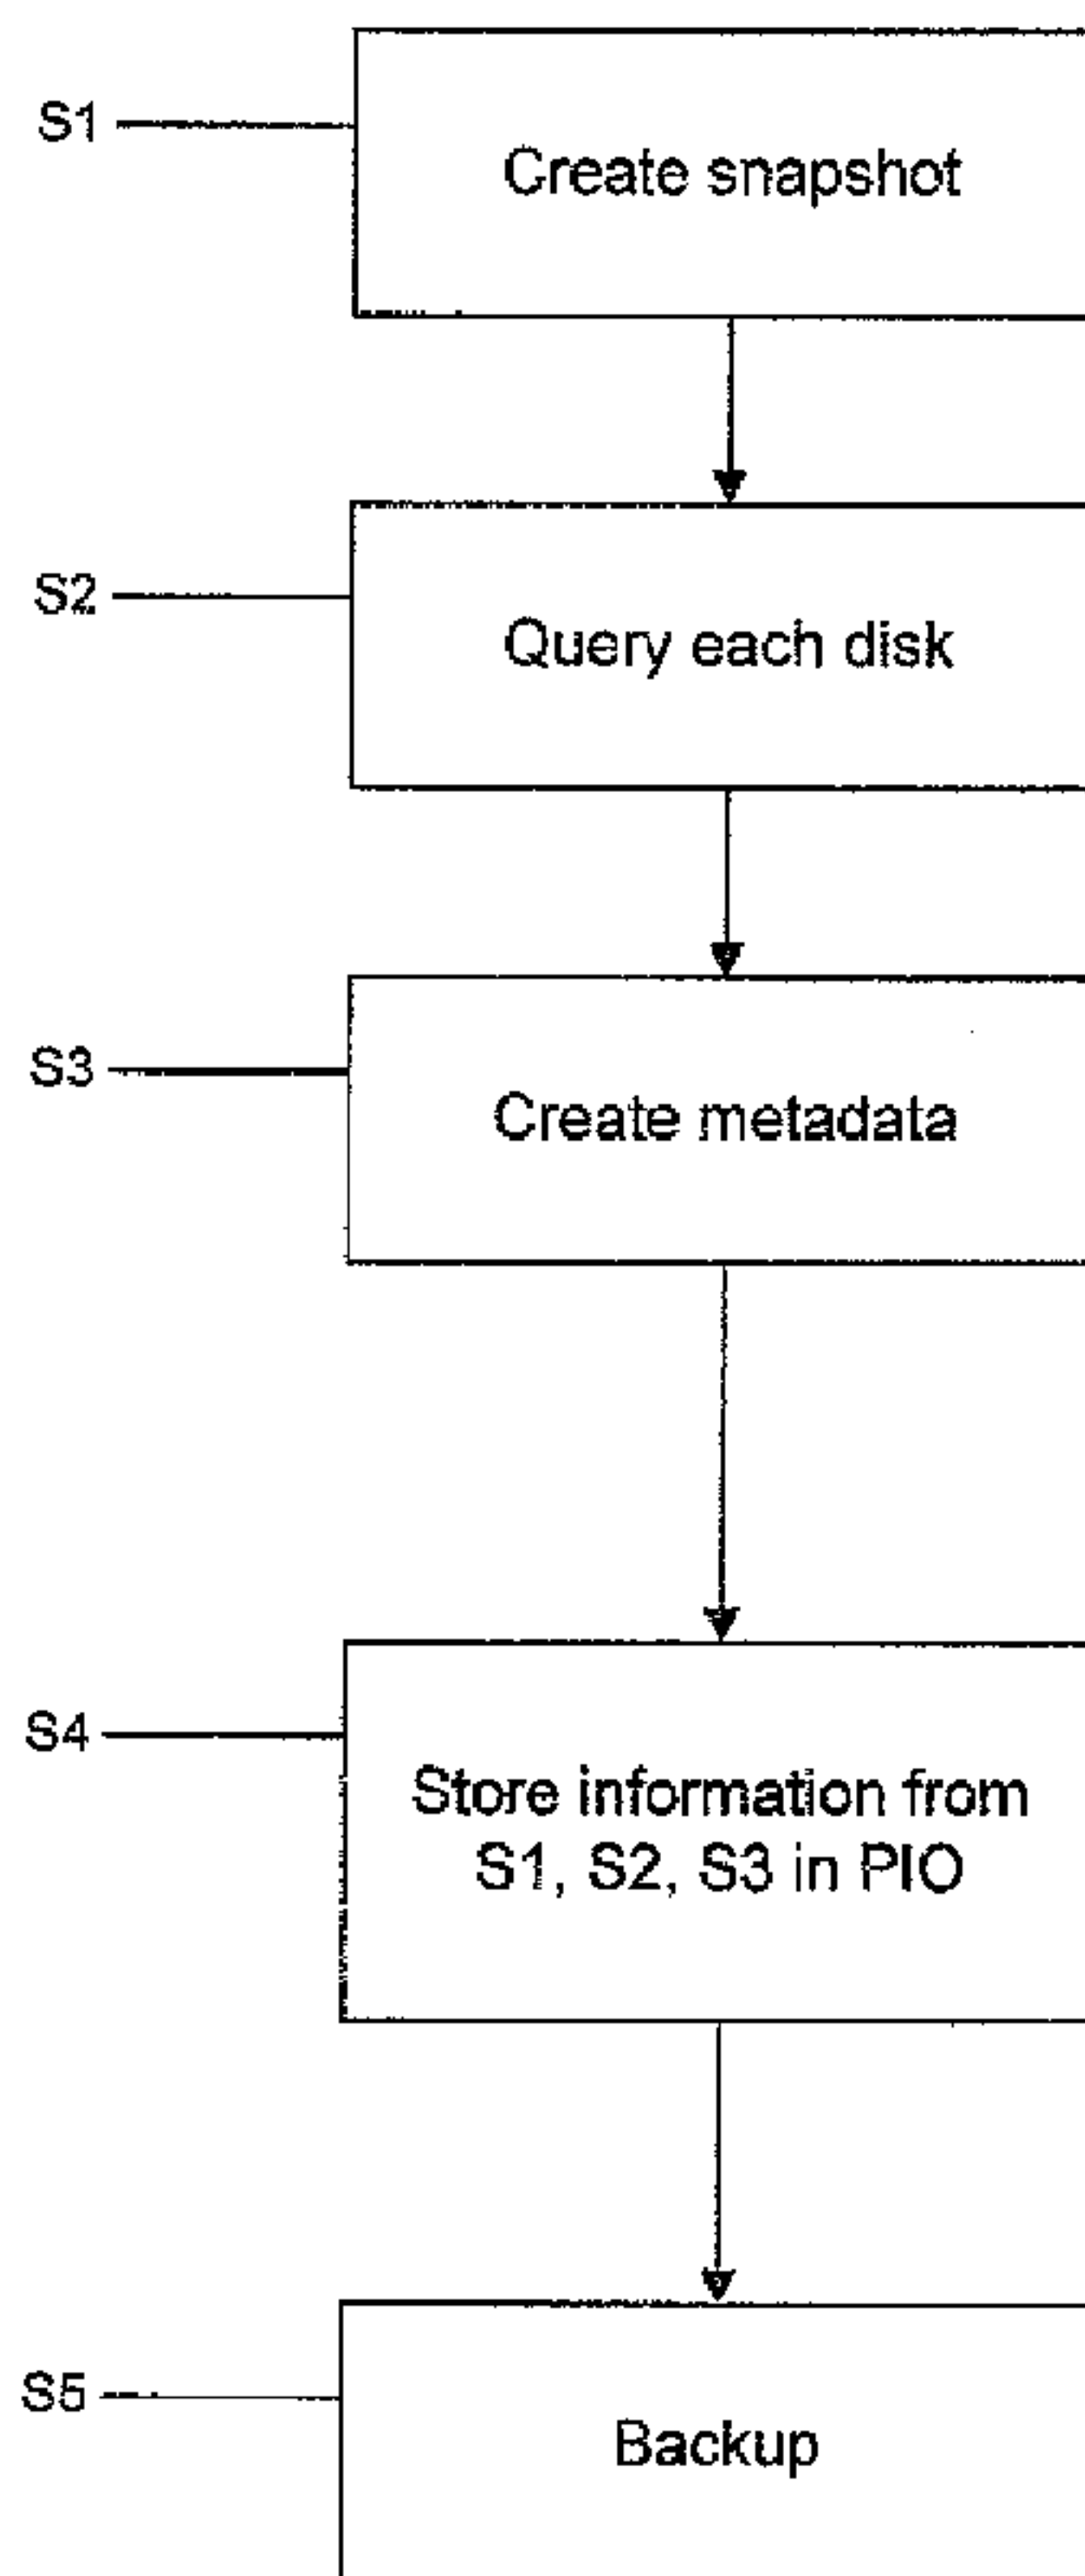 S1
Create snapshot
S2
Query each disk
S3
Create metadata
S4
Store information from
S1, S2, S3 in PIO
S5
Backup